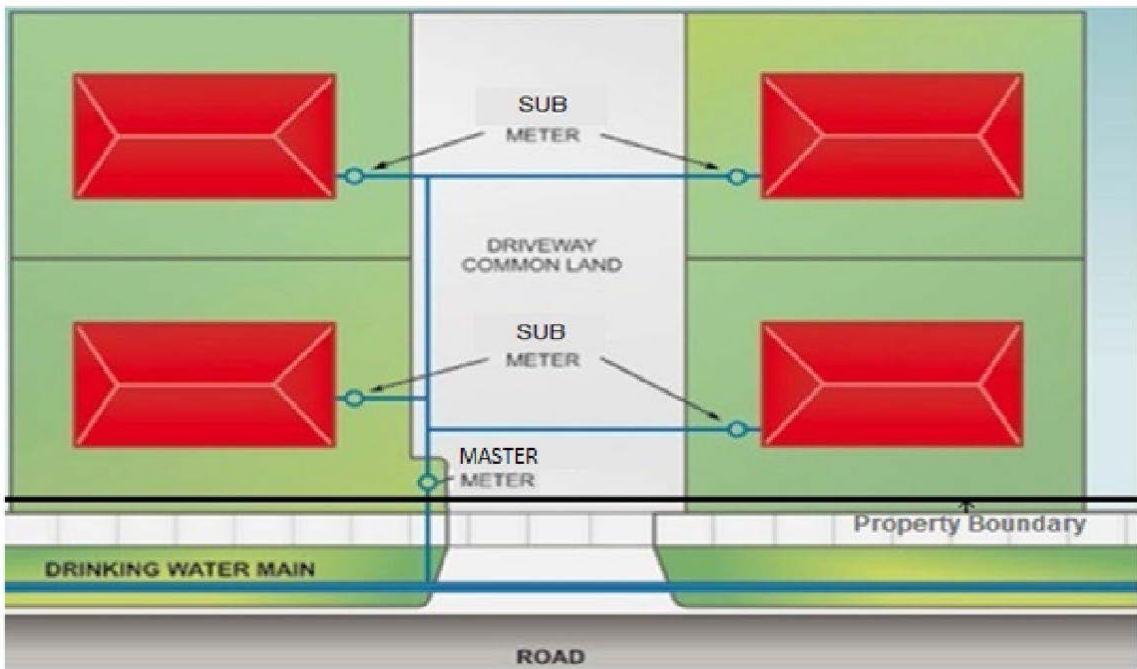 SUB
METER
DRIVEWAY
COMMON LAND
SUB
METER
MASTER
METER
Property Boundary
DRINKING WATER MAIN
ROAD